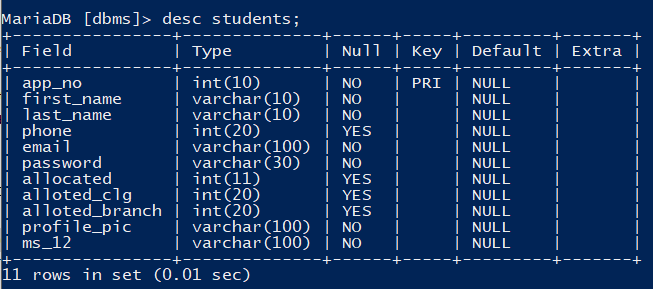 MariaDB [dbms]> desc students;
+----------------+--------------+------+-----+---------+-------+
| Field          | Type         | Null | Key | Default | Extra |
+----------------+--------------+------+-----+---------+-------+
| app_no         | int(10)      | NO   | PRI | NULL    |       |
| first_name     | varchar(10)  | NO   |     | NULL    |       |
| last_name      | varchar(10)  | NO   |     | NULL    |       |
| phone          | int(20)      | YES  |     | NULL    |       |
| email          | varchar(100) | NO   |     | NULL    |       |
| password       | varchar(30)  | NO   |     | NULL    |       |
| allocated      | int(11)      | YES  |     | NULL    |       |
| alloted_clg    | int(20)      | YES  |     | NULL    |       |
| alloted_branch | int(20)      | YES  |     | NULL    |       |
| profile_pic    | varchar(100) | NO   |     | NULL    |       |
| ms_12          | varchar(100) | NO   |     | NULL    |       |
+----------------+--------------+------+-----+---------+-------+
11 rows in set (0.01 sec)